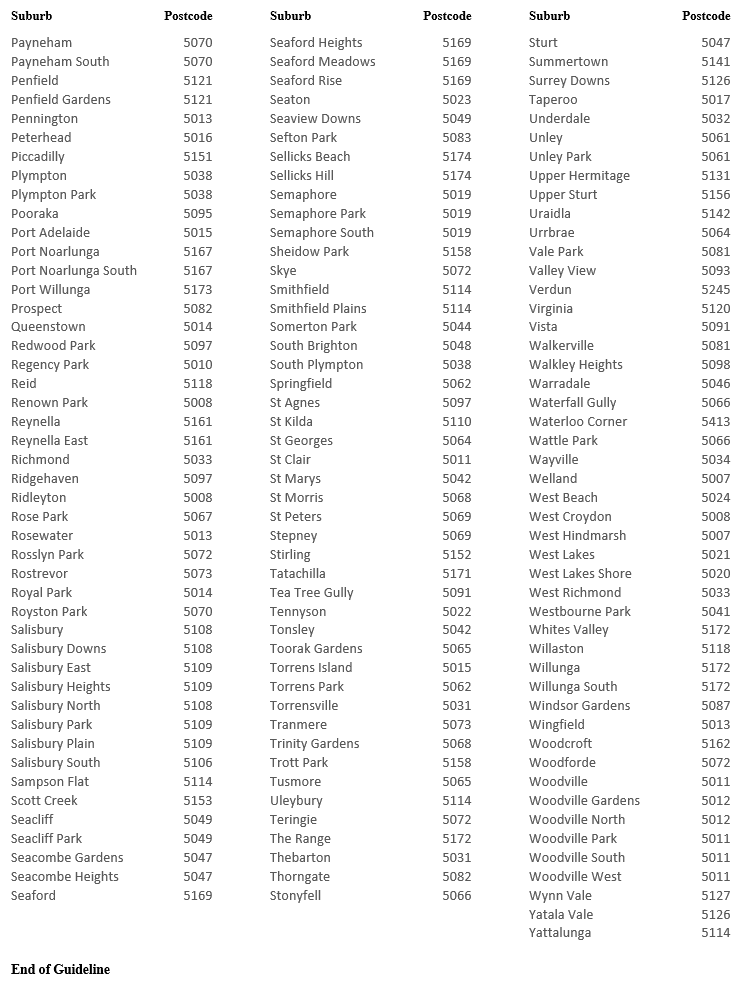 Suburb Postcode Suburb Postcode Suburb Postcode
Payneham 5070 Seaford Heights 5169 Sturt 5047
Payneham South 5070 Seaford Meadows 5169 Summertown 5141
Penfield 5121 Seaford Rise 5169 Surrey Downs 5126
Penfield Gardens 5121 Seaton 5023 Taperoo 5017
Pennington 5013 Seaview Downs 5049 Underdale 5032
Peterhead 5016 Sefton Park 5083 Unley 5061
Piccadilly 5151 Sellicks Beach 5174 Unley Park 5061
Plympton 5038 Sellicks Hill 5174 Upper Hermitage 5131
Plympton Park 5038 Semaphore 5019 Upper Sturt 5156
Pooraka 5095 Semaphore Park 5019 Uraidla 5142
Port Adelaide 5015 Semaphore South 5019 Urrbrae 5064
Port Noarlunga 5167 Sheidow Park 5158 Vale Park 5081
Port Noarlunga South 5167 Skye 5072 Valley View 5093
Port Willunga 5173 Smithfield 5114 Verdun 5245
Prospect 5082 Smithfield Plains 5114 Virginia 5120
Queenstown 5014 Somerton Park 5044 Vista 5091
Redwood Park 5097 South Brighton 5048 Walkerville 5081
Regency Park 5010 South Plympton 5038 Walkley Heights 5098
Reid 5118 Springfield 5062 Warradale 5046
Renown Park 5008 St Agnes 5097 Waterfall Gully 5066
Reynella 5161 St Kilda 5110 Waterloo Corner 5413
Reynella East 5161 St Georges 5064 Wattle Park 5066
Richmond 5033 St Clair 5011 Wayville 5034
Ridgehaven 5097 St Marys 5042 Welland 5007
Ridleyton 5008 St Morris 5068 West Beach 5024
Rose Park 5067 St Peters 5069 West Croydon 5008
Rosewater 5013 Stepney 5069 West Hindmarsh 5007
Rosslyn Park 5072 Stirling 5152 West Lakes 5021
Rostrevor 5073 Tatachilla 5171 West Lakes Shore 5020
Royal Park 5014 Tea Tree Gully 5091 West Richmond 5033
Royston Park 5070 Tennyson 5022 Westbourne Park 5041
Salisbury 5108 Tonsley 5042 Whites Valley 5172
Salisbury Downs 5108 Toorak Gardens 5065 Willaston 5118
Salisbury East 5109 Torrens Island 5015 Willunga 5172
Salisbury Heights 5109 Torrens Park 5062 Willunga South 5172
Salisbury North 5108 Torrensville 5031 Windsor Gardens 5087
Salisbury Park 5109 Tranmere 5073 Wingfield 5013
Salisbury Plain 5109 Trinity Gardens 5068 Woodcroft 5162
Salisbury South 5106 Trott Park 5158 Woodforde 5072
Sampson Flat 5114 Tusmore 5065 Woodville 5011
Scott Creek 5153 Uleybury 5114 Woodville Gardens 5012
Seacliff 5049 Teringie 5072 Woodville North 5012
Seacliff Park 5049 The Range 5172 Woodville Park 5011
Seacombe Gardens 5047 Thebarton 5031 Woodville South 5011
Seacombe Heights 5047 Thorngate 5082 Woodville West 5011
Seaford 5169 Stonyfell 5066 Wynn Vale 5127
Yatala Vale 5126
Yattalunga 5114
End of Guideline